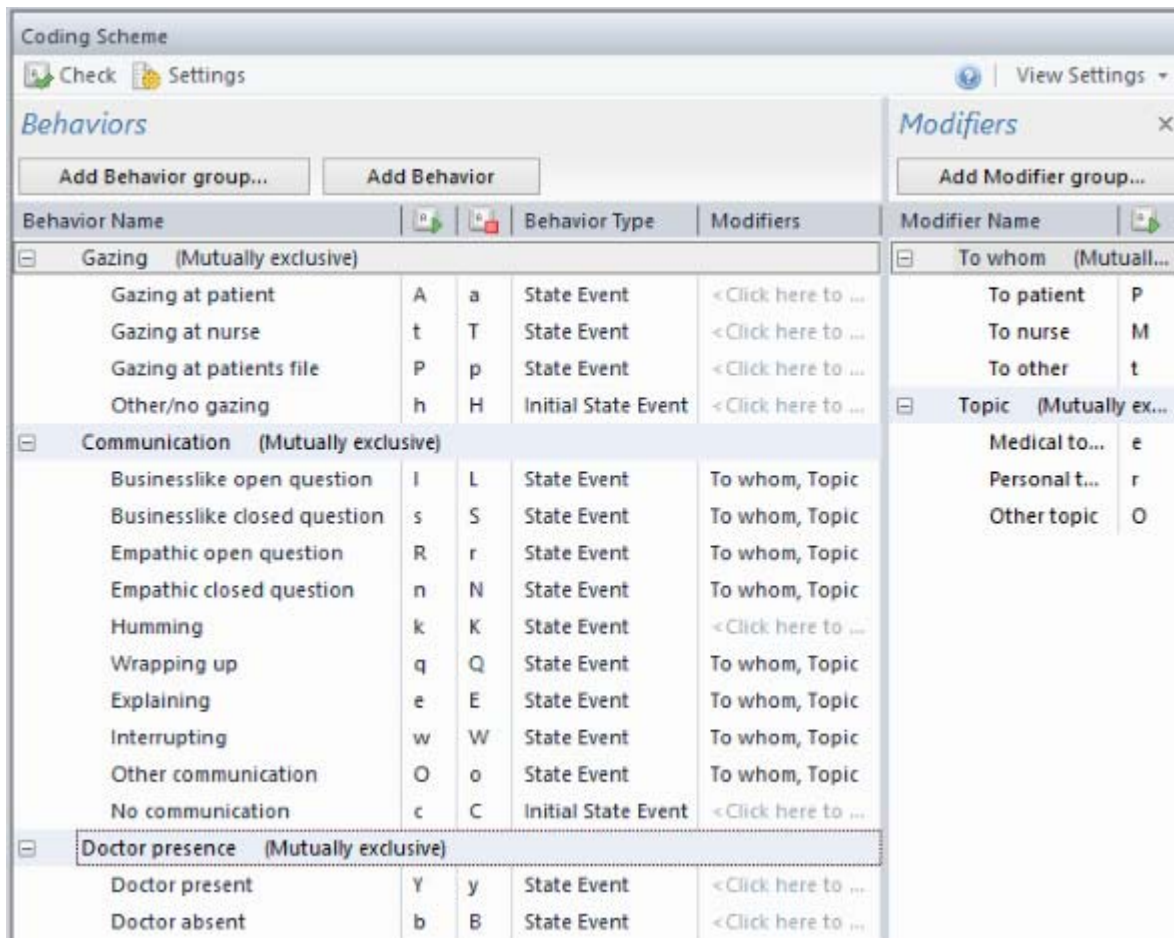 Coding Scheme
Check Settings View Settings
Behaviors Modifiers
Add Behavior group... Add Behavior Add Modifier group...
Behavior Name Behavior Type Modifiers Modifier Name
Gazing (Mutually exclusive) To whom (Mutuall...
Gazing at patient A a State Event <Click here to ... To patient P
Gazing at nurse t T State Event <Click here to ... To nurse M
Gazing at patients file P p State Event <Click here to ... To other t
Other/no gazing h H Initial State Event <Click here to ... Topic (Mutually ex...
Communication (Mutually exclusive) Medical to... e
Businesslike open question l L State Event To whom, Topic Personal t... r
Businesslike closed question s S State Event To whom, Topic Other topic O
Empathic open question R r State Event To whom, Topic
Empathic closed question n N State Event To whom, Topic
Humming k K State Event <Click here to ...
Wrapping up q Q State Event To whom, Topic
Explaining e E State Event To whom, Topic
Interrupting w W State Event To whom, Topic
Other communication O o State Event To whom, Topic
No communication c C Initial State Event <Click here to ...
Doctor presence (Mutually exclusive)
Doctor present Y y State Event <Click here to ...
Doctor absent b B State Event <Click here to ...